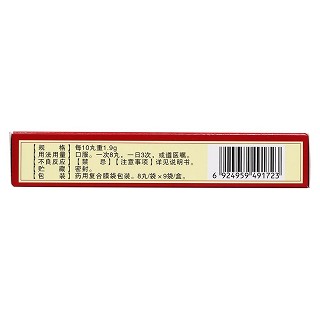 【规　　格】每10丸重1.9g
【用法用量】口服。一次8丸，一日3次，或遵医嘱。
【不良反应】【禁　忌】【注意事项】详见说明书。
【贮　　藏】密封。
【包　　装】药用复合膜袋包装。8丸/袋×9袋/盒。
6 924959 491723